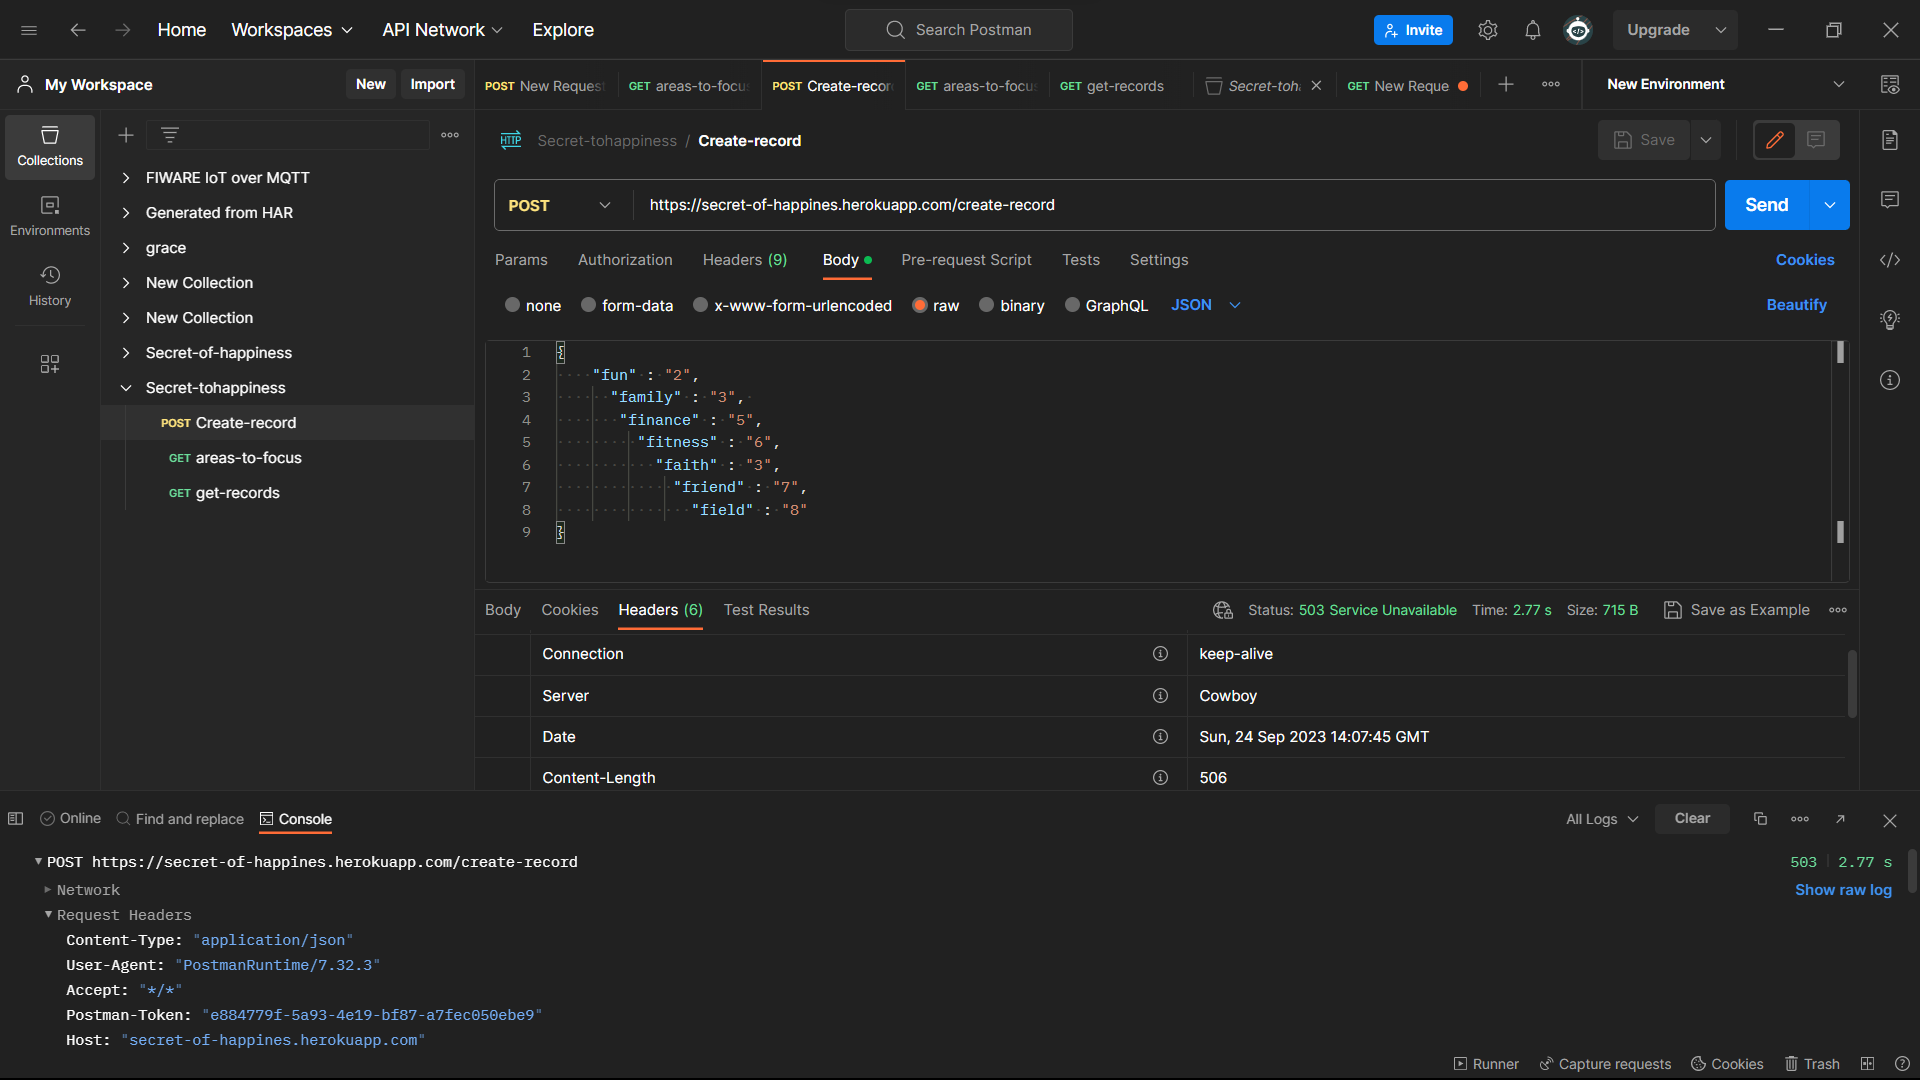 Home Workspaces API Network Explore Search Postman Invite Upgrade
My Workspace New Import POST New Request GET areas-to-focus POST Create-recor GET areas-to-focus GET get-records Secret-toh GET New Reque New Environment
Collections
Environments
History
FIWARE IoT over MQTT
Generated from HAR
grace
New Collection
New Collection
Secret-of-happiness
Secret-tohappiness
POST Create-record
GET areas-to-focus
GET get-records
HTTP Secret-tohappiness / Create-record Save
POST https://secret-of-happines.herokuapp.com/create-record Send
Params Authorization Headers (9) Body Pre-request Script Tests Settings Cookies
none form-data x-www-form-urlencoded raw binary GraphQL JSON Beautify
1 {
2 "fun" : "2",
3 "family" : "3",
4 "finance" : "5",
5 "fitness" : "6",
6 "faith" : "3",
7 "friend" : "7",
8 "field" : "8"
9 }
Body Cookies Headers (6) Test Results Status: 503 Service Unavailable Time: 2.77 s Size: 715 B Save as Example
Connection keep-alive
Server Cowboy
Date Sun, 24 Sep 2023 14:07:45 GMT
Content-Length 506
Online Find and replace Console All Logs Clear
POST https://secret-of-happines.herokuapp.com/create-record 503 2.77 s
Network Show raw log
Request Headers
Content-Type: "application/json"
User-Agent: "PostmanRuntime/7.32.3"
Accept: "*/*"
Postman-Token: "e884779f-5a93-4e19-bf87-a7fec050ebe9"
Host: "secret-of-happines.herokuapp.com"
Runner Capture requests Cookies Trash